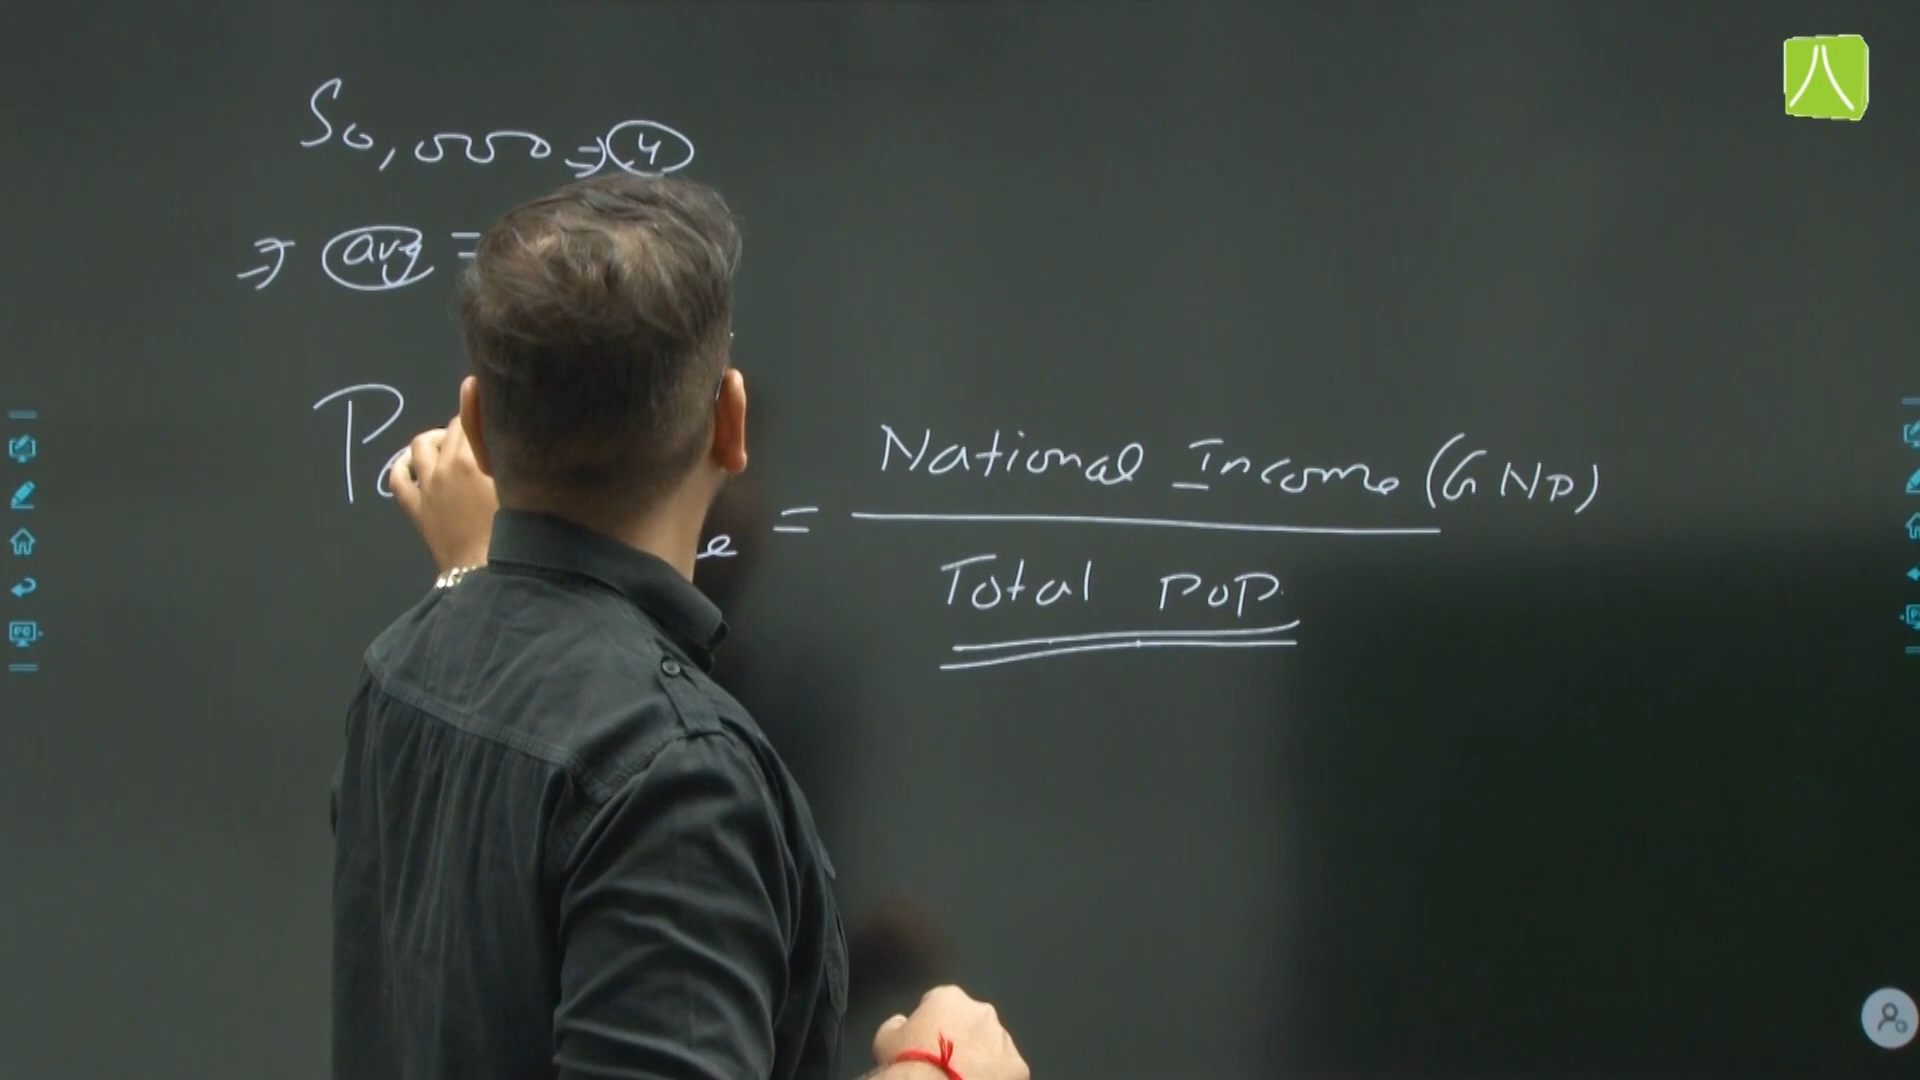 50,000 ⇒ 4
⇒ avg =
= National Income (GNP)
Total pop.